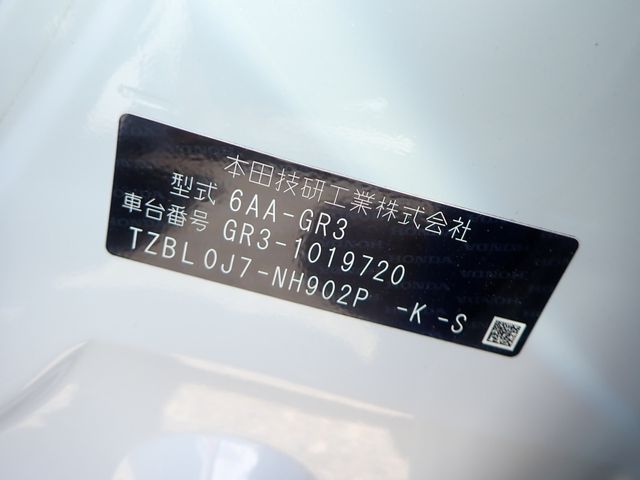 本田技研工業株式会社
型式 6AA-GR3
車台番号 GR3-1019720
TZBL0J7-NH902P -K -S